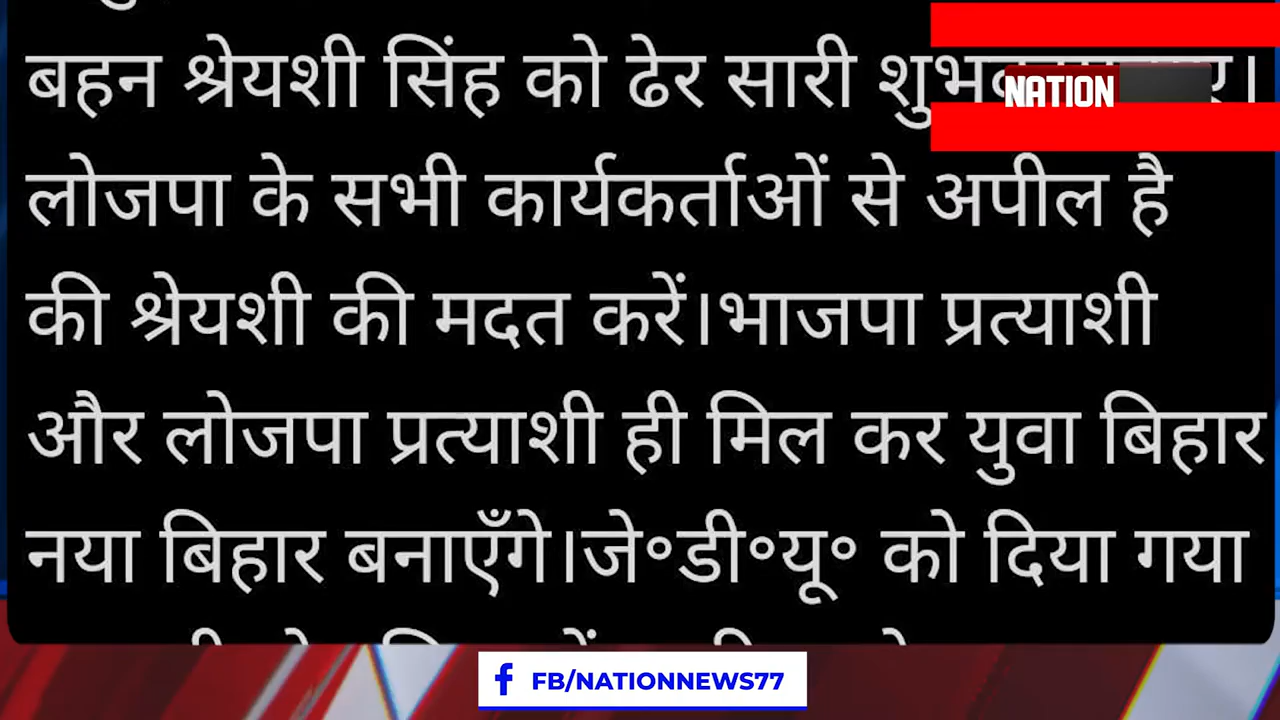 बहन श्रेयशी सिंह को ढेर सारी
NATION
लोजपा के सभी कार्यकर्ताओं से अपील है
की श्रेयशी की मदत करें।भाजपा प्रत्याशी
और लोजपा प्रत्याशी ही मिल कर युवा बिहार
नया बिहार बनाएँगे।जे॰डी॰यू॰ को दिया गया
FB/NATIONNEWS77